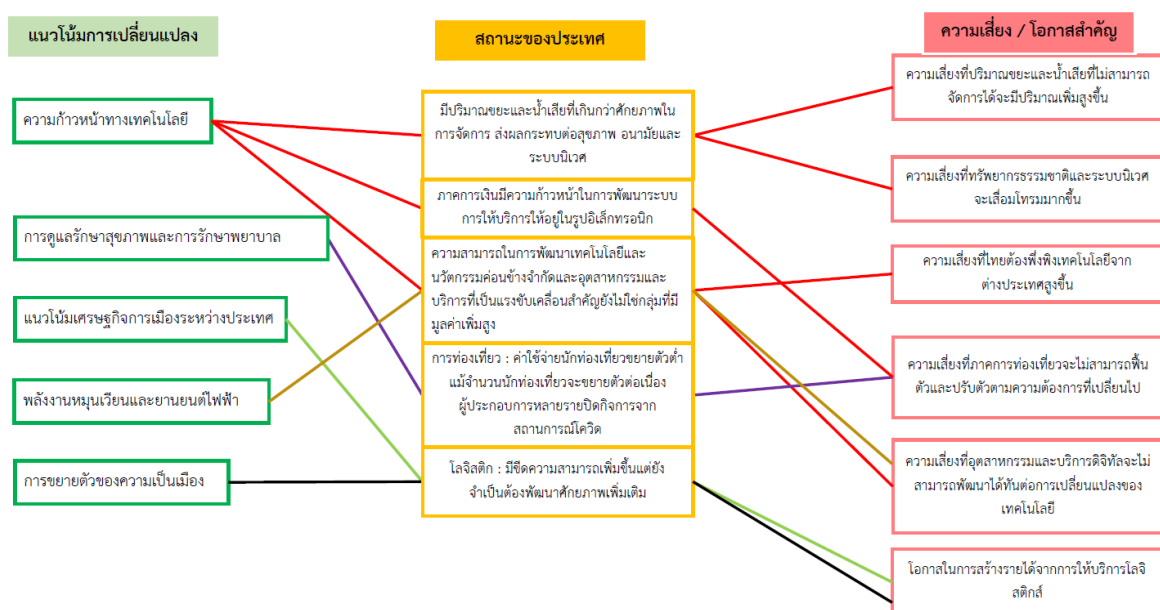 แนวโน้มการเปลี่ยนแปลง
ความก้าวหน้าทางเทคโนโลยี
การดูแลรักษาสุขภาพและการรักษาพยาบาล
แนวโน้มเศรษฐกิจการเมืองระหว่างประเทศ
พลังงานหมุนเวียนและยานยนต์ไฟฟ้า
การขยายตัวของความเป็นเมือง
สถานะของประเทศ
มีปริมาณขยะและน้ำเสียที่เกินกว่าศักยภาพใน
การจัดการ ส่งผลกระทบต่อสุขภาพ อนามัยและ
ระบบนิเวศ
ภาคการเงินมีความก้าวหน้าในการพัฒนาระบบ
การให้บริการให้อยู่ในรูปอิเล็กทรอนิก
ความสามารถในการพัฒนาเทคโนโลยีและ
นวัตกรรมค่อนข้างจำกัดและอุตสาหกรรมและ
บริการที่เป็นแรงขับเคลื่อนสำคัญยังไม่ใช่กลุ่มที่มี
มูลค่าเพิ่มสูง
การท่องเที่ยว : ค่าใช้จ่ายนักท่องเที่ยวขยายตัวต่ำ
แม้จำนวนนักท่องเที่ยวจะขยายตัวต่อเนื่อง
ผู้ประกอบการหลายรายปิดกิจการจาก
สถานการณ์โควิด
โลจิสติก : มีขีดความสามารถเพิ่มขึ้นแต่ยัง
จำเป็นต้องพัฒนาศักยภาพเพิ่มเติม
ความเสี่ยง / โอกาสสำคัญ
ความเสี่ยงที่ปริมาณขยะและน้ำเสียที่ไม่สามารถ
จัดการได้จะมีปริมาณเพิ่มสูงขึ้น
ความเสี่ยงที่ทรัพยากรธรรมชาติและระบบนิเวศ
จะเสื่อมโทรมมากขึ้น
ความเสี่ยงที่ไทยต้องพึ่งพิงเทคโนโลยีจาก
ต่างประเทศสูงขึ้น
ความเสี่ยงที่ภาคการท่องเที่ยวจะไม่สามารถฟื้น
ตัวและปรับตัวตามความต้องการที่เปลี่ยนไป
ความเสี่ยงที่อุตสาหกรรมและบริการดิจิทัลจะไม่
สามารถพัฒนาได้ทันต่อการเปลี่ยนแปลงของ
เทคโนโลยี
โอกาสในการสร้างรายได้จากการให้บริการโลจิ
สติกส์